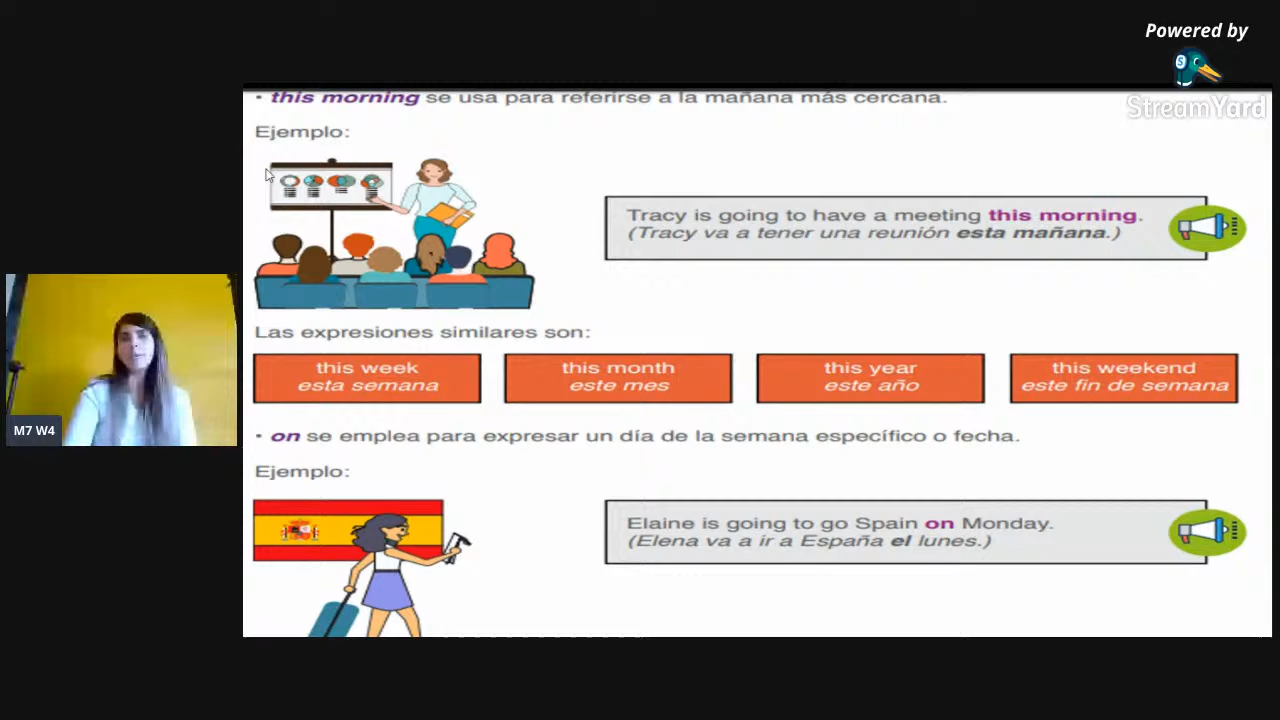 Powered by
StreamYard
• this morning se usa para referirse a la mañana más cercana.
Ejemplo:
Tracy is going to have a meeting this morning.
(Tracy va a tener una reunión esta mañana.)
Las expresiones similares son:
this week
esta semana
this month
este mes
this year
este año
this weekend
este fin de semana
M7 W4
• on se emplea para expresar un día de la semana específico o fecha.
Ejemplo:
Elaine is going to go Spain on Monday.
(Elena va a ir a España el lunes.)